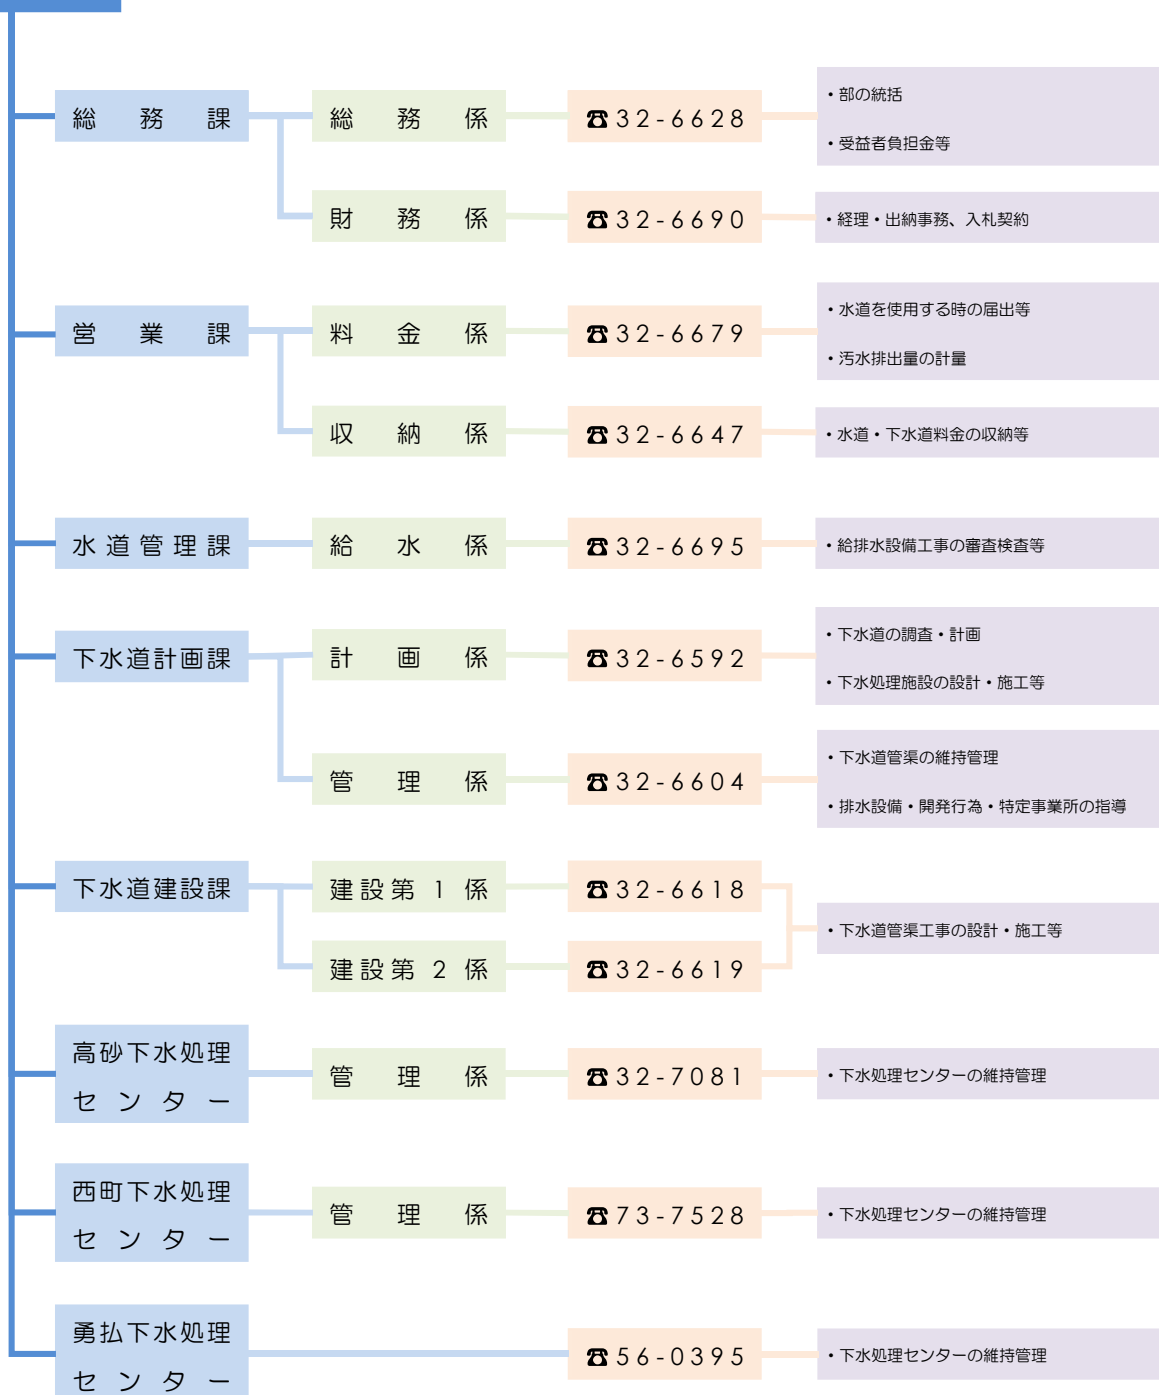 総務課 総務係 ☎32-6628 ・部の統括
・受益者負担金等
財務係 ☎32-6690 ・経理・出納事務、入札契約
営業課 料金係 ☎32-6679 ・水道を使用する時の届出等
・汚水排出量の計量
収納係 ☎32-6647 ・水道・下水道料金の収納等
水道管理課 給水係 ☎32-6695 ・給排水設備工事の審査検査等
下水道計画課 計画係 ☎32-6592 ・下水道の調査・計画
・下水処理施設の設計・施工等
管理係 ☎32-6604 ・下水道管渠の維持管理
・排水設備・開発行為・特定事業所の指導
下水道建設課 建設第1係 ☎32-6618 ・下水道管渠工事の設計・施工等
建設第2係 ☎32-6619
高砂下水処理
センター 管理係 ☎32-7081 ・下水処理センターの維持管理
西町下水処理
センター 管理係 ☎73-7528 ・下水処理センターの維持管理
勇払下水処理
センター ☎56-0395 ・下水処理センターの維持管理